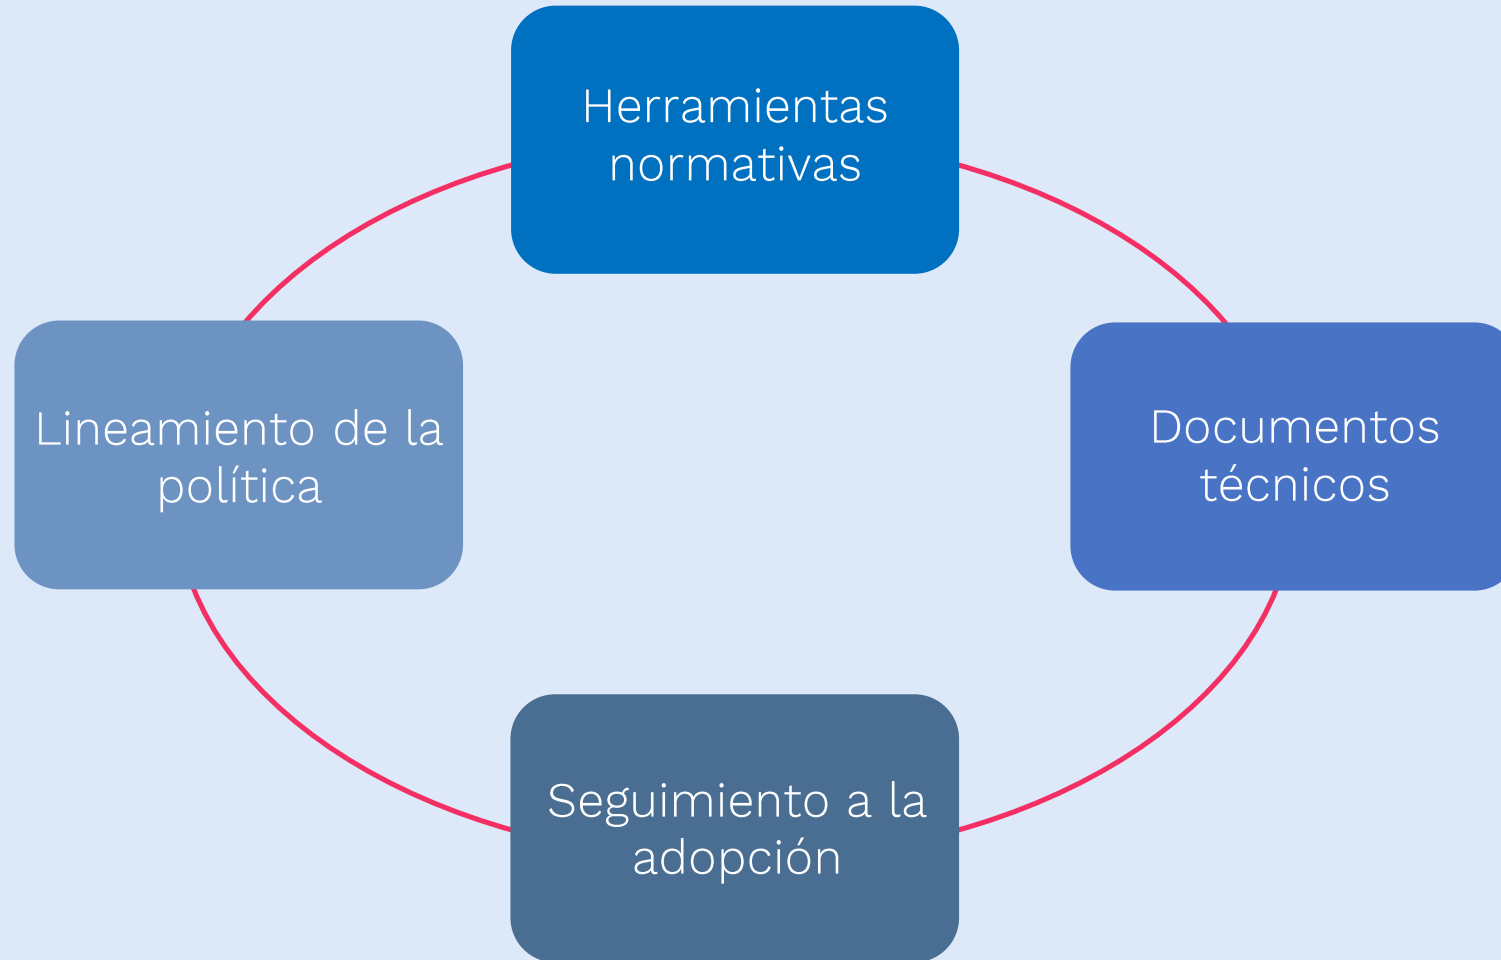 Herramientas
normativas
Lineamiento de la
política
Documentos
técnicos
Seguimiento a la
adopción